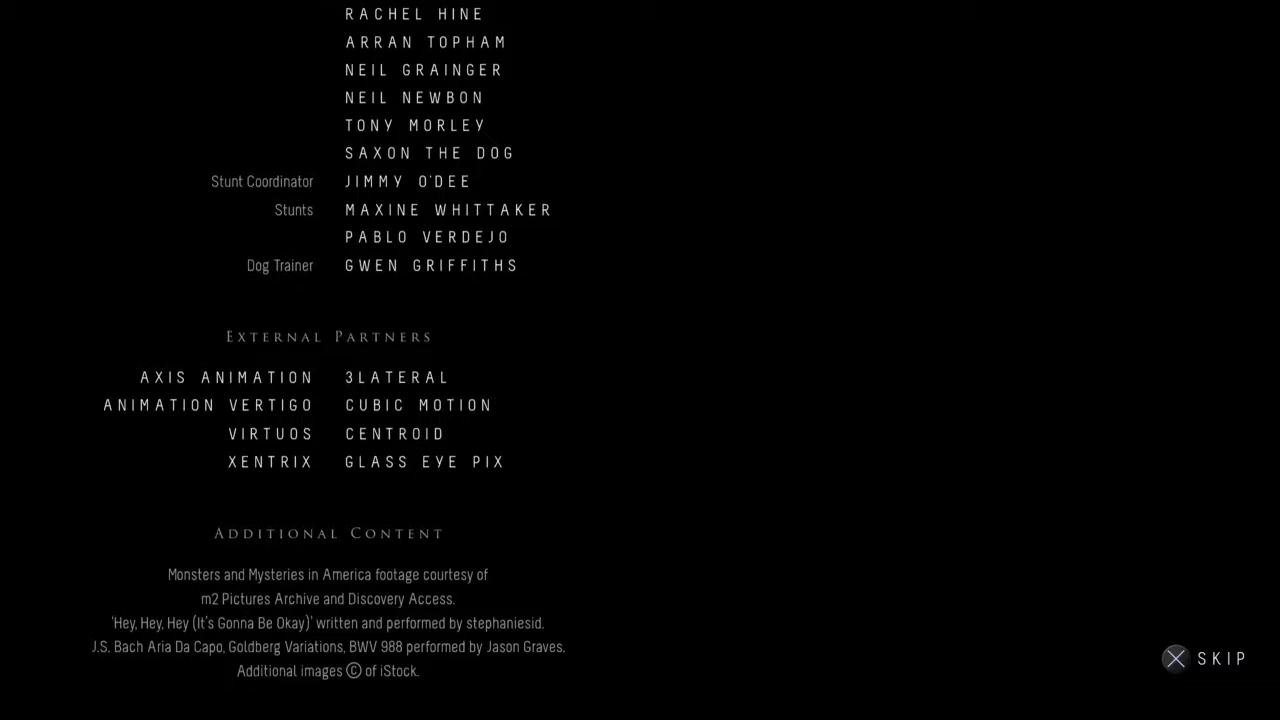 RACHEL HINE
ARRAN TOPHAM
NEIL GRAINGER
NEIL NEWBON
TONY MORLEY
SAXON THE DOG
Stunt Coordinator JIMMY O'DEE
Stunts MAXINE WHITTAKER
PABLO VERDEJO
Dog Trainer GWEN GRIFFITHS
EXTERNAL PARTNERS
AXIS ANIMATION 3LATERAL
ANIMATION VERTIGO CUBIC MOTION
VIRTUOS CENTROID
XENTRIX GLASS EYE PIX
ADDITIONAL CONTENT
Monsters and Mysteries in America footage courtesy of
m2 Pictures Archive and Discovery Access.
'Hey, Hey, Hey (It's Gonna Be Okay)' written and performed by stephaniesid.
J.S. Bach Aria Da Capo, Goldberg Variations, BWV 988 performed by Jason Graves.
Additional images © of iStock.
SKIP